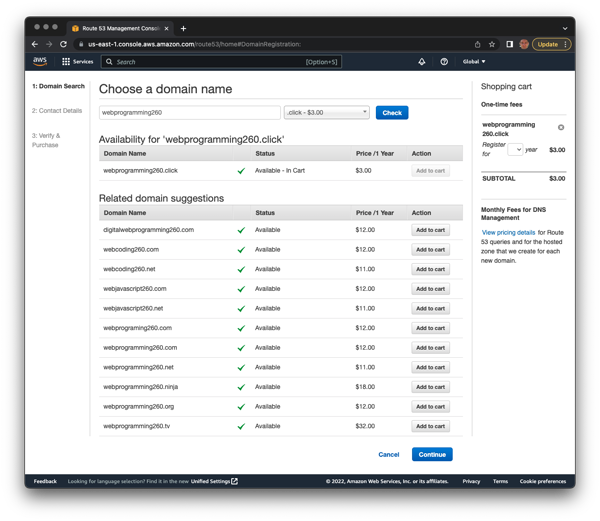 Route 53 Management Console
us-east-1.console.aws.amazon.com/route53/home#DomainRegistration:
Update
aws
Services
Search
[Option+S]
Global
1: Domain Search
2: Contact Details
3: Verify &
Purchase
Choose a domain name
webprogramming260
.click - $3.00
Check
Availability for 'webprogramming260.click'
Domain Name Status Price /1 Year Action
webprogramming260.click Available - In Cart $3.00 Add to cart
Related domain suggestions
Domain Name Status Price /1 Year Action
digitalwebprogramming260.com Available $12.00 Add to cart
webcoding260.com Available $12.00 Add to cart
webcoding260.net Available $11.00 Add to cart
webjavascript260.com Available $12.00 Add to cart
webjavascript260.net Available $11.00 Add to cart
webprograming260.com Available $12.00 Add to cart
webprogramming260.com Available $12.00 Add to cart
webprogramming260.net Available $11.00 Add to cart
webprogramming260.ninja Available $18.00 Add to cart
webprogramming260.org Available $12.00 Add to cart
webprogramming260.tv Available $32.00 Add to cart
Cancel
Continue
Shopping cart
One-time fees
webprogramming
260.click
Register
for
year
$3.00
SUBTOTAL $3.00
Monthly Fees for DNS
Management
View pricing details for Route
53 queries and for the hosted
zone that we create for each
new domain.
Feedback
Looking for language selection? Find it in the new Unified Settings
© 2022, Amazon Web Services, Inc. or its affiliates.
Privacy
Terms
Cookie preferences